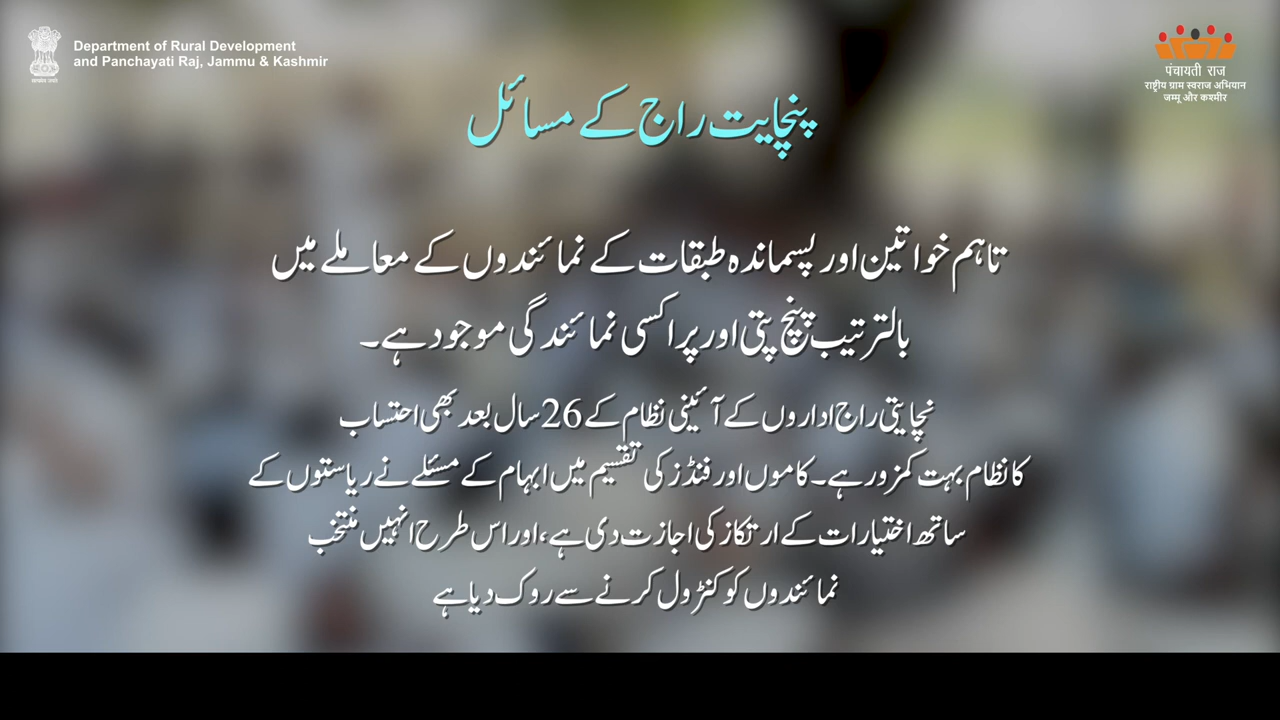 Department of Rural Development
and Panchayati Raj, Jammu & Kashmir
पंचायती राज
राष्ट्रीय ग्राम स्वराज अभियान
जम्मू और कश्मीर
پنچایت راج کے مسائل
تاہم خواتین اور پسماندہ طبقات کے نمائندوں کے معاملے میں
بالترتیب پنچ پتی اور پراکسی نمائندگی موجود ہے۔
نچایتی راج اداروں کے آئینی نظام کے 26 سال بعد بھی احتساب
کا نظام بہت کمزور ہے۔ کاموں اور فنڈز کی تقسیم میں ابہام کے مسئلے نے ریاستوں کے
ساتھ اختیارات کے ارتکاز کی اجازت دی ہے، اور اس طرح انہیں منتخب
نمائندوں کو کنٹرول کرنے سے روک دیا ہے